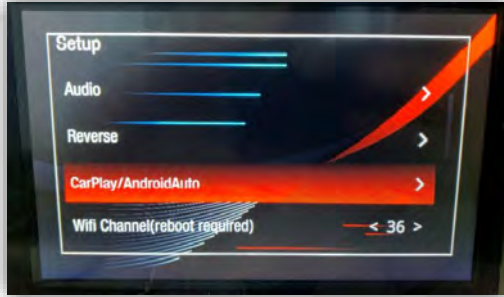 Setup
Audio >
Reverse >
CarPlay/AndroidAuto >
Wifi Channel(reboot required) < 36 >